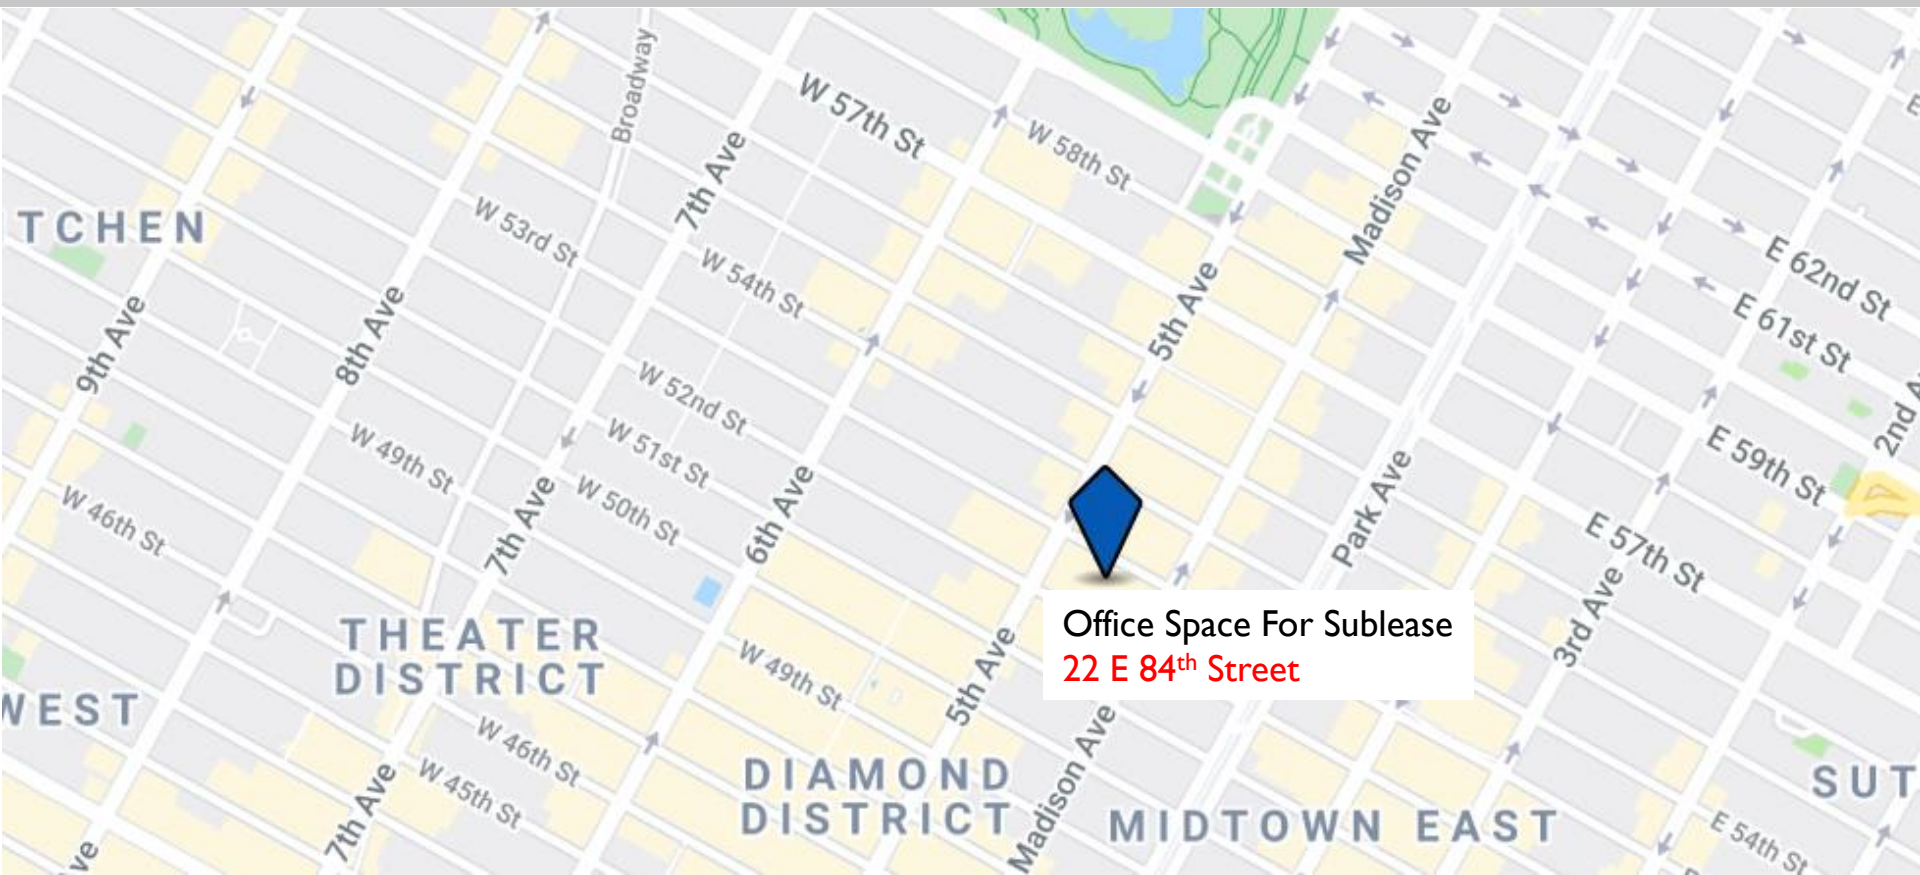 Broadway
W 57th St
W 58th St
Madison Ave
7th Ave
TCHEN
W 53rd St
W 54th St
E 62nd St
5th Ave
E 61st St
9th Ave
8th Ave
W 52nd St
2nd A
W 49th St
W 51st St
E 59th St
W 46th St
W 50th St
7th Ave
6th Ave
Park Ave
E 57th St
3rd Ave
Office Space For Sublease
22 E 84th Street
THEATER
DISTRICT
5th Ave
W 49th St
WEST
W 46th St
W 45th St
7th Ave
DIAMOND
DISTRICT
Madison Ave
MIDTOWN EAST
SUT
E 54th St
ve